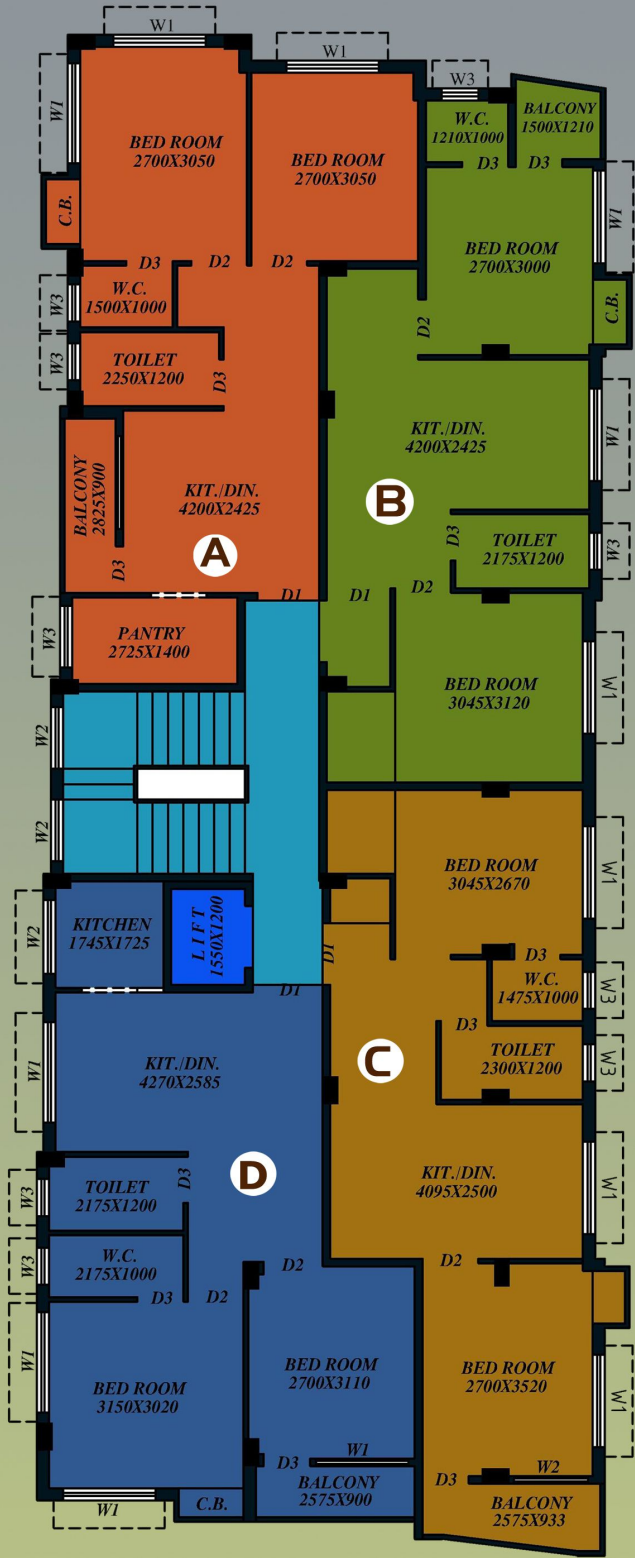 W1
W1
W3
W1
BED ROOM
2700X3050
BED ROOM
2700X3050
W.C.
1210X1000
BALCONY
1500X1210
D3
D3
C.B.
W1
BED ROOM
2700X3000
D3
D2
D2
W3
W.C.
1500X1000
C.B.
D2
W3
TOILET
2250X1200
D3
W1
KIT./DIN.
4200X2425
BALCONY
2825X900
KIT./DIN.
4200X2425
B
A
D3
D3
TOILET
2175X1200
W3
D1
D1
D2
W3
PANTRY
2725X1400
BED ROOM
3045X3120
W1
W2
W2
BED ROOM
3045X2670
W1
W2
KITCHEN
1745X1725
LIFT
1550X1200
D1
D3
W.C.
1475X1000
W3
D1
D3
W1
KIT./DIN.
4270X2585
C
TOILET
2300X1200
W3
D
KIT./DIN.
4095X2500
W1
W3
TOILET
2175X1200
D3
W3
W.C.
2175X1000
D2
D2
D3
D2
W1
BED ROOM
3150X3020
BED ROOM
2700X3110
BED ROOM
2700X3520
W1
D3
W1
D3
W2
W1
C.B.
BALCONY
2575X900
BALCONY
2575X933